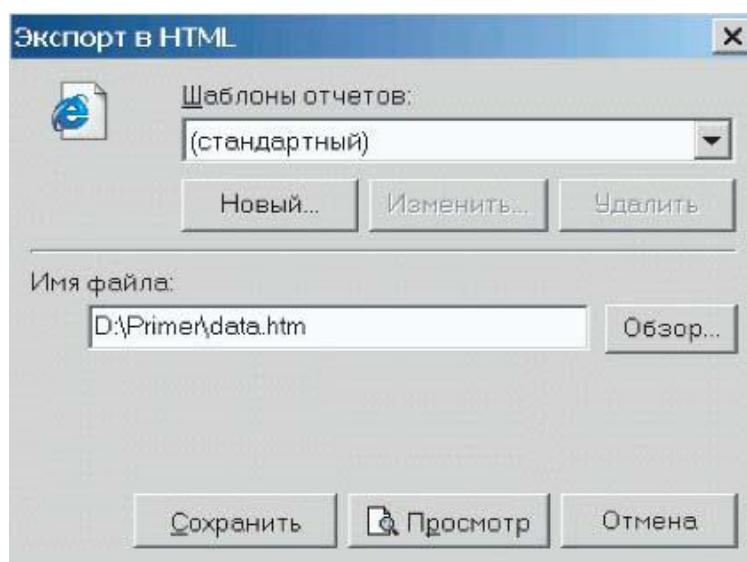 Экспорт в HTML
Шаблоны отчетов:
(стандартный)
Новый... Изменить... Удалить
Имя файла:
D:\Primer\data.htm Обзор...
Сохранить Просмотр Отмена